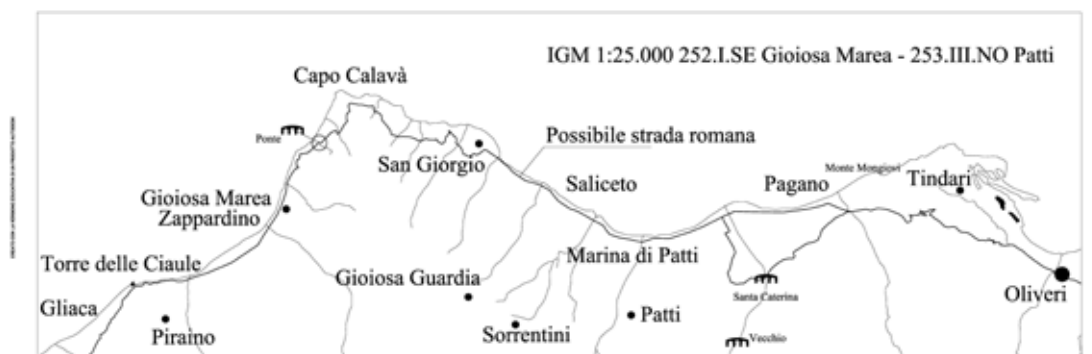 IGM 1:25.000 252.I.SE Gioiosa Marea - 253.III.NO Patti
Capo Calavà
Ponte
San Giorgio
Possibile strada romana
Saliceto
Pagano
Monte Mongiovi
Tindari
Gioiosa Marea
Zappardino
Torre delle Ciaule
Gioiosa Guardia
Marina di Patti
Santa Caterina
Oliveri
Gliaca
Piraino
Sorrentini
Patti
Vecchio